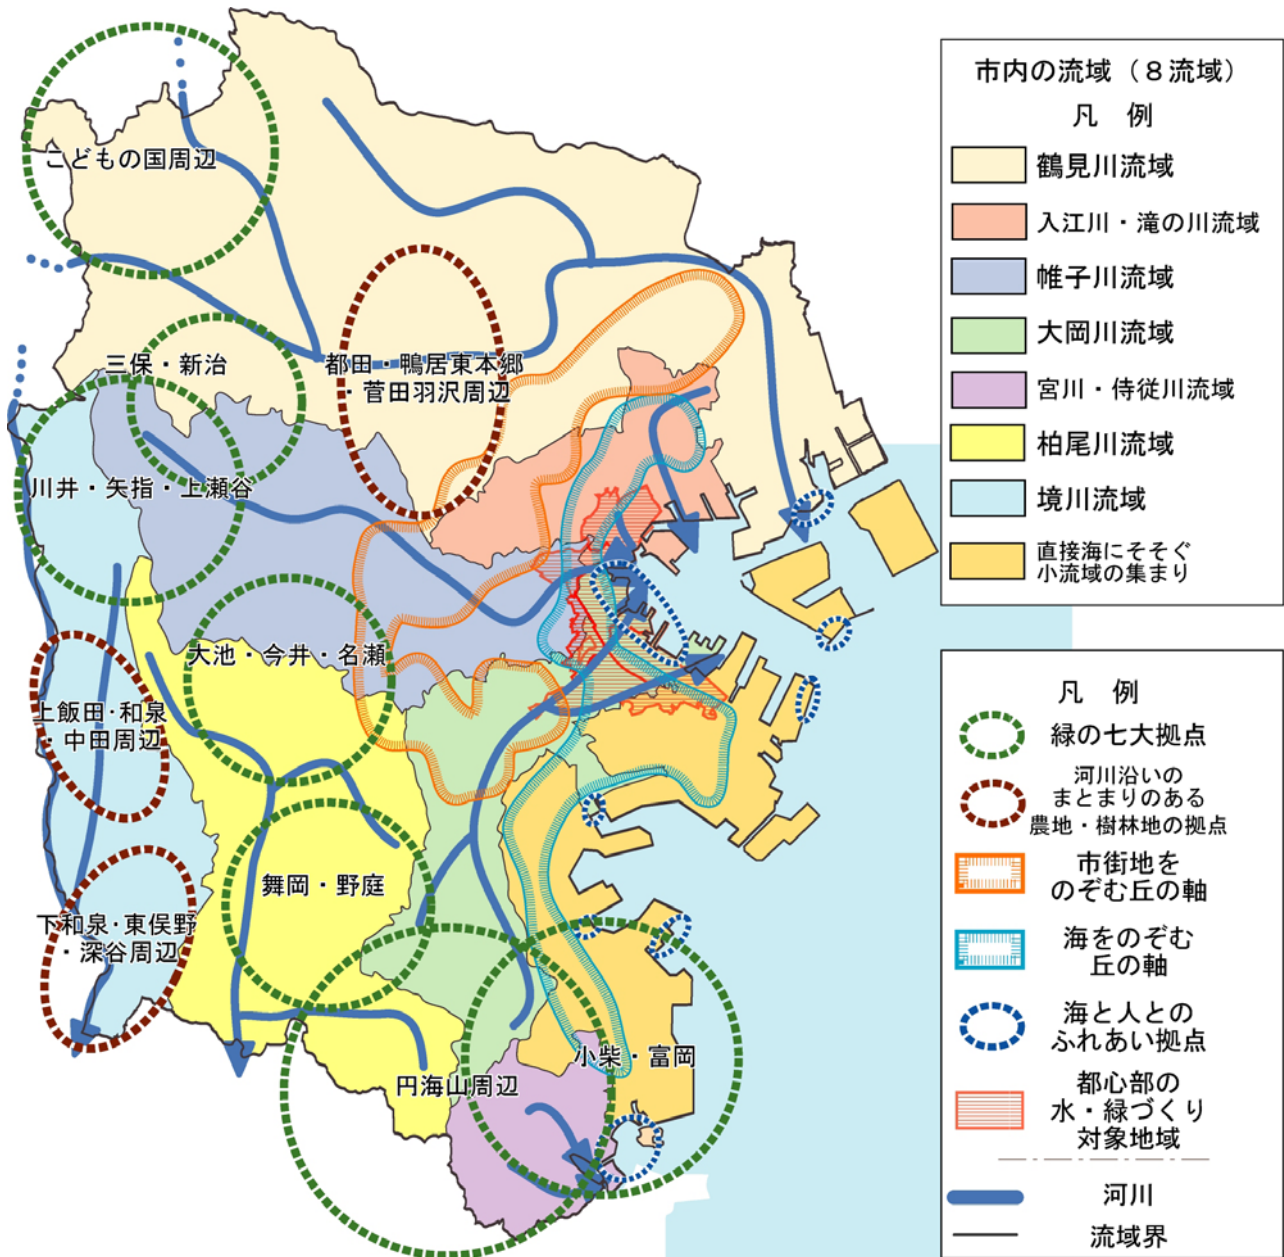 こどもの国周辺
三保・新治
都田・鴨居東本郷
・菅田羽沢周辺
川井・矢指・上瀬谷
大池・今井・名瀬
上飯田・和泉
・中田周辺
舞岡・野庭
下和泉・東俣野
・深谷周辺
小柴・富岡
円海山周辺
市内の流域（８流域）
凡　例
鶴見川流域
入江川・滝の川流域
帷子川流域
大岡川流域
宮川・侍従川流域
柏尾川流域
境川流域
直接海にそそぐ
小流域の集まり
凡　例
緑の七大拠点
河川沿いの
まとまりのある
農地・樹林地の拠点
市街地を
のぞむ丘の軸
海をのぞむ
丘の軸
海と人との
ふれあい拠点
都心部の
水・緑づくり
対象地域
河川
流域界